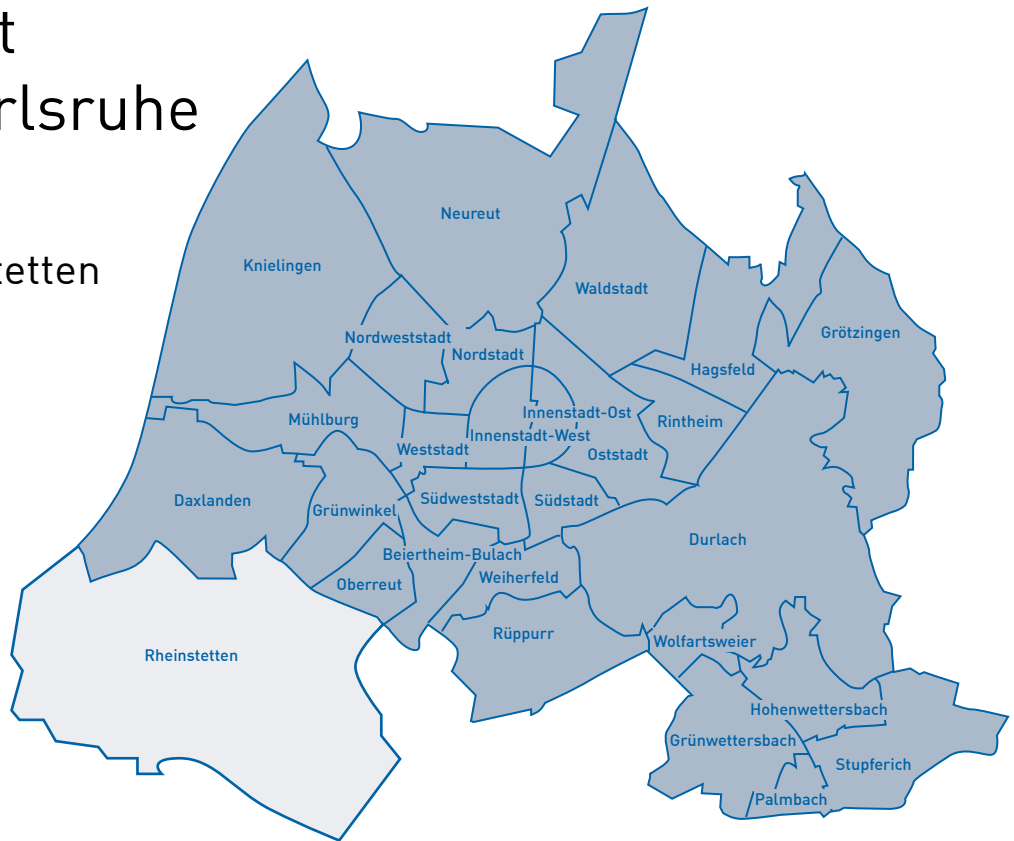 t
rlsruhe
tetten
Neureut
Knielingen
Waldstadt
Grötzingen
Nordweststadt
Nordstadt
Hagsfeld
Innenstadt-Ost
Mühlburg
Rintheim
Innenstadt-West
Weststadt
Oststadt
Daxlanden
Südweststadt
Südstadt
Grünwinkel
Durlach
Beiertheim-Bulach
Weiherfeld
Oberreut
Rüppurr
Wolfartsweier
Rheinstetten
Hohenwettersbach
Grünwettersbach
Stupferich
Palmbach